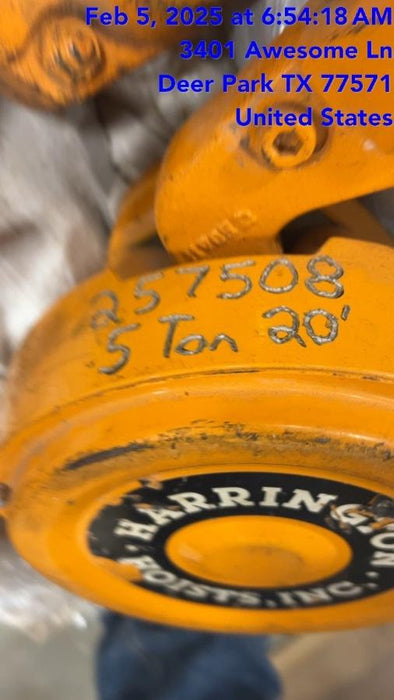 Feb 5, 2025 at 6:54:18 AM
3401 Awesome Ln
Deer Park TX 77571
United States
257508
5 Ton 20'
HARRINGTON
HOISTS, INC.